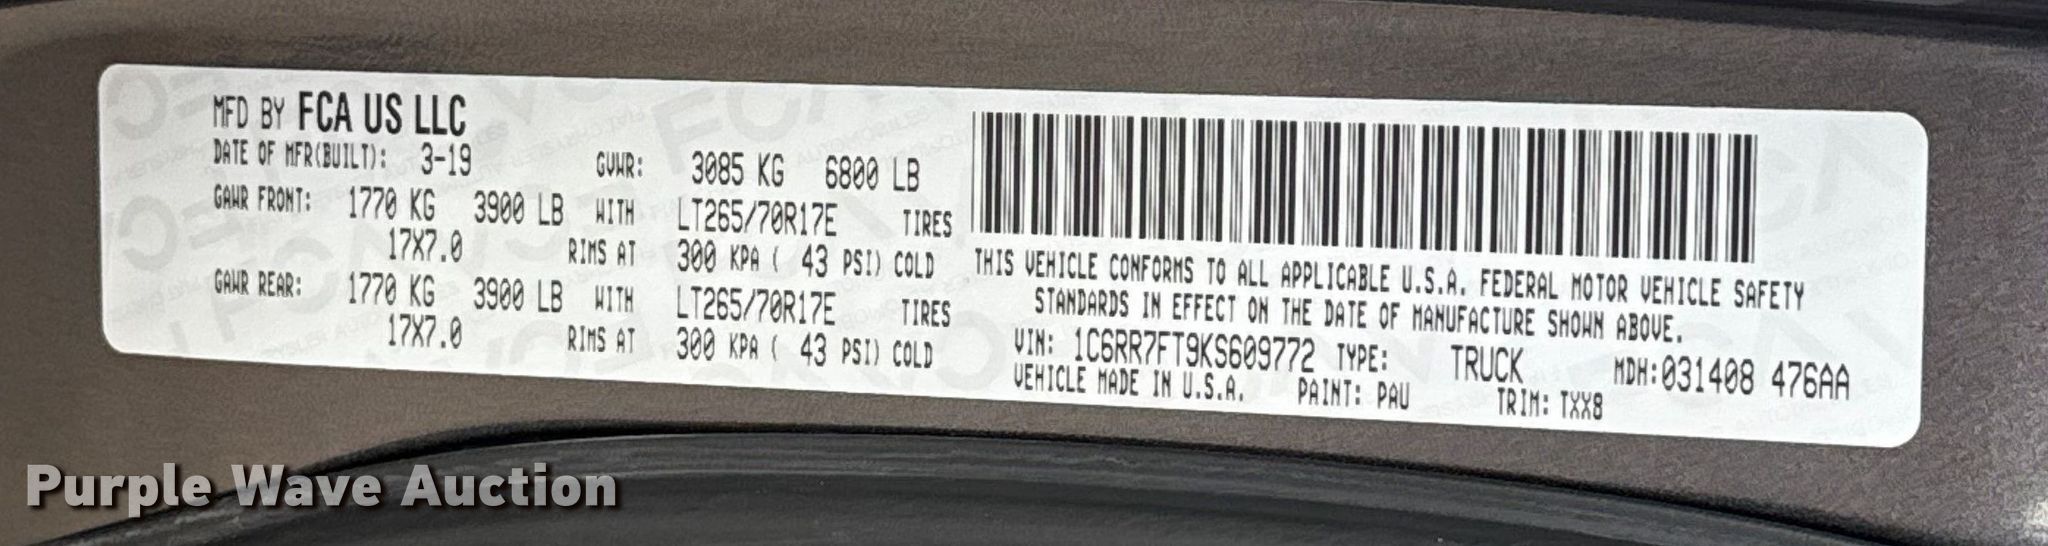 MFD BY FCA US LLC
DATE OF MFR(BUILT): 3-19 GVWR: 3085 KG 6800 LB
GAWR FRONT: 1770 KG 3900 LB WITH LT265/70R17E TIRES
17X7.0 RIMS AT 300 KPA ( 43 PSI) COLD
GAWR REAR: 1770 KG 3900 LB WITH LT265/70R17E TIRES
17X7.0 RIMS AT 300 KPA ( 43 PSI) COLD
THIS VEHICLE CONFORMS TO ALL APPLICABLE U.S.A. FEDERAL MOTOR VEHICLE SAFETY
STANDARDS IN EFFECT ON THE DATE OF MANUFACTURE SHOWN ABOVE.
VIN: 1C6RR7FT9KS609772 TYPE: TRUCK MDH:031408 476AA
VEHICLE MADE IN U.S.A. PAINT: PAU TRIM: TXX8
Purple Wave Auction